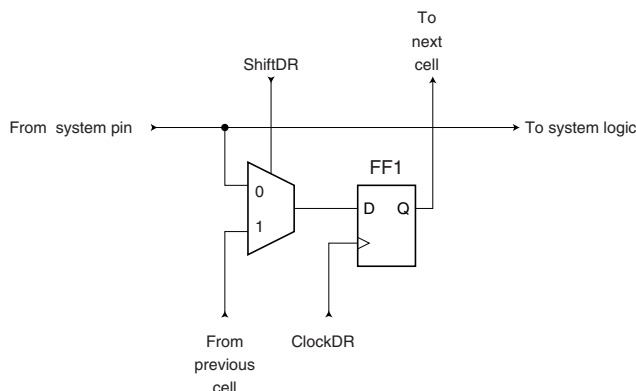 To
next
cell
ShiftDR
From system pin
To system logic
FF1
0
D Q
1
From
previous
cell
ClockDR